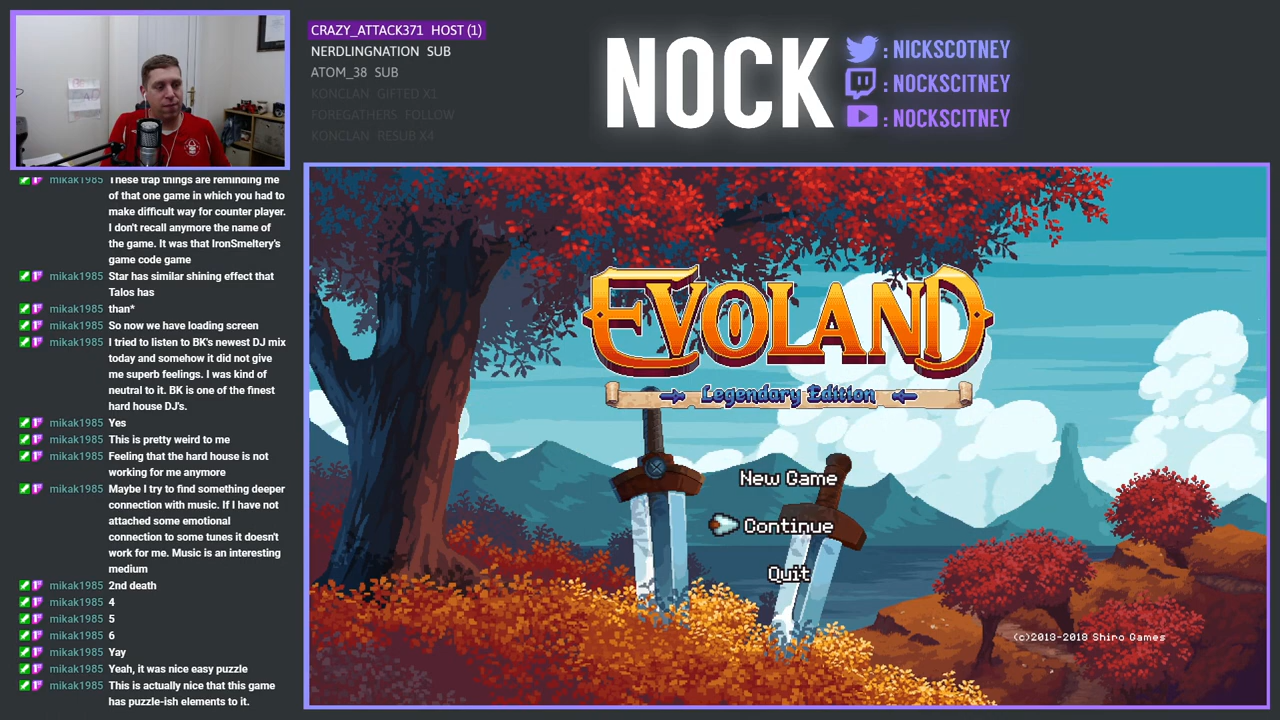 CRAZY_ATTACK371 HOST (1)
NERDLINGNATION SUB
ATOM_38 SUB
KONCLAN GIFTED X1
FOREGATHERS FOLLOW
KONCLAN RESUB X4
NOCK
: NICKSCOTNEY
: NOCKSCITNEY
: NOCKSCITNEY
mikak1985 These trap things are reminding me
of that one game in which you had to
make difficult way for counter player.
I don't recall anymore the name of
the game. It was that IronSmeltery's
game code game
mikak1985 Star has similar shining effect that
Talos has
mikak1985 than*
mikak1985 So now we have loading screen
mikak1985 I tried to listen to BK's newest DJ mix
today and somehow it did not give
me superb feelings. I was kind of
neutral to it. BK is one of the finest
hard house DJ's.
mikak1985 Yes
mikak1985 This is pretty weird to me
mikak1985 Feeling that the hard house is not
working for me anymore
mikak1985 Maybe I try to find something deeper
connection with music. If I have not
attached some emotional
connection to some tunes it doesn't
work for me. Music is an interesting
medium
mikak1985 2nd death
mikak1985 4
mikak1985 5
mikak1985 6
mikak1985 Yay
mikak1985 Yeah, it was nice easy puzzle
mikak1985 This is actually nice that this game
has puzzle-ish elements to it.
EVOLAND
Legendary Edition
New Game
Continue
Quit
(c)2013-2018 Shiro Games